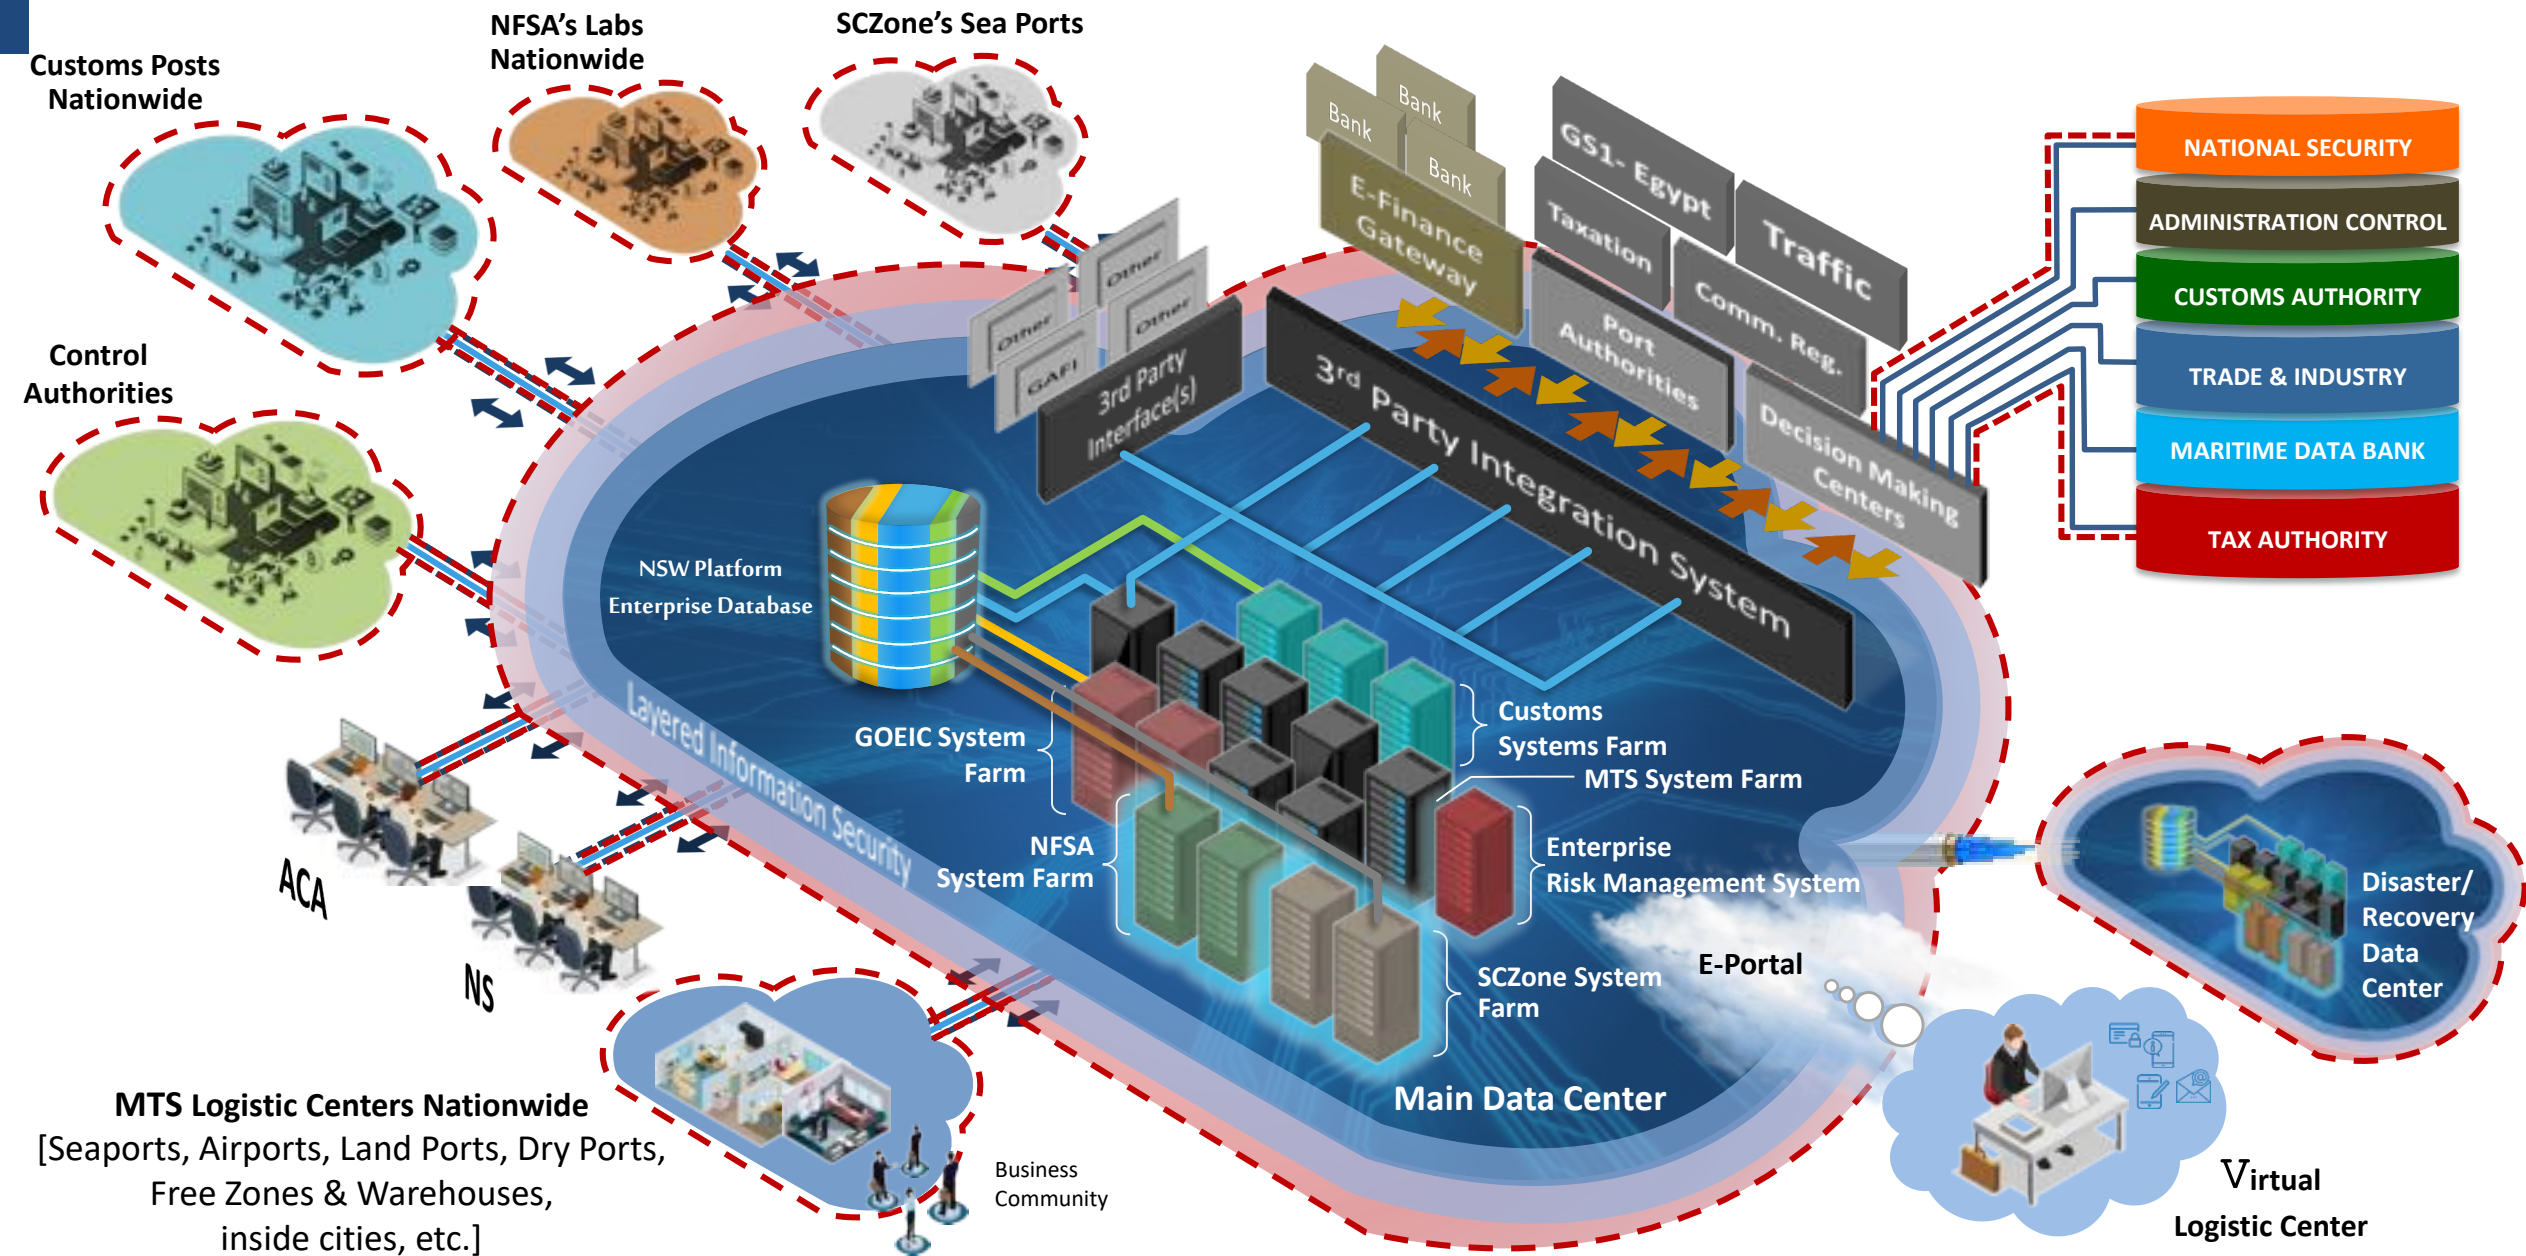 NFSA's Labs
Nationwide
SCZone's Sea Ports
Customs Posts
Nationwide
Control
Authorities
Bank
Bank
Bank
E-Finance
Gateway
GS1- Egypt
Taxation
Traffic
Port
Authorities
Comm. Reg.
Decision Making
Centers
Other
Other
Other
GAFI
3rd Party
Interface(s)
3rd Party Integration System
NATIONAL SECURITY
ADMINISTRATION CONTROL
CUSTOMS AUTHORITY
TRADE & INDUSTRY
MARITIME DATA BANK
TAX AUTHORITY
NSW Platform
Enterprise Database
Layered Information Security
GOEIC System
Farm
Customs
Systems Farm
MTS System Farm
NFSA
System Farm
Enterprise
Risk Management System
SCZone System
Farm
Main Data Center
E-Portal
Disaster/
Recovery
Data
Center
ACA
NS
MTS Logistic Centers Nationwide
[Seaports, Airports, Land Ports, Dry Ports,
Free Zones & Warehouses,
inside cities, etc.]
Business
Community
Virtual
Logistic Center